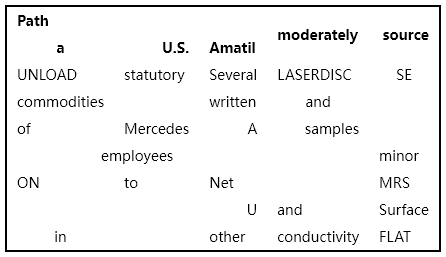 Path
a U.S. Amatil moderately source
UNLOAD statutory Several LASERDISC SE
commodities written and
of Mercedes A samples
employees minor
ON to Net MRS
U and Surface
in other conductivity FLAT